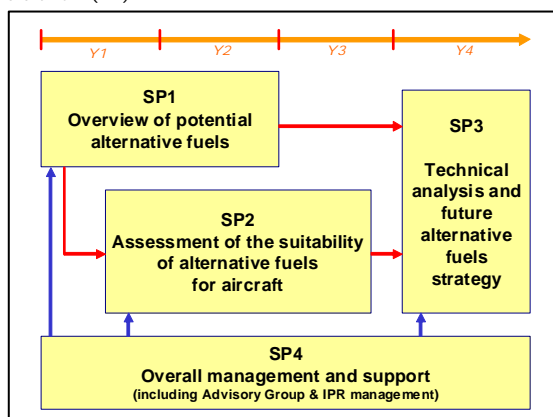 Y1 Y2 Y3 Y4
SP1
Overview of potential
alternative fuels
SP2
Assessment of the suitability
of alternative fuels
for aircraft
SP3
Technical
analysis and
future
alternative
fuels
strategy
SP4
Overall management and support
(including Advisory Group & IPR management)